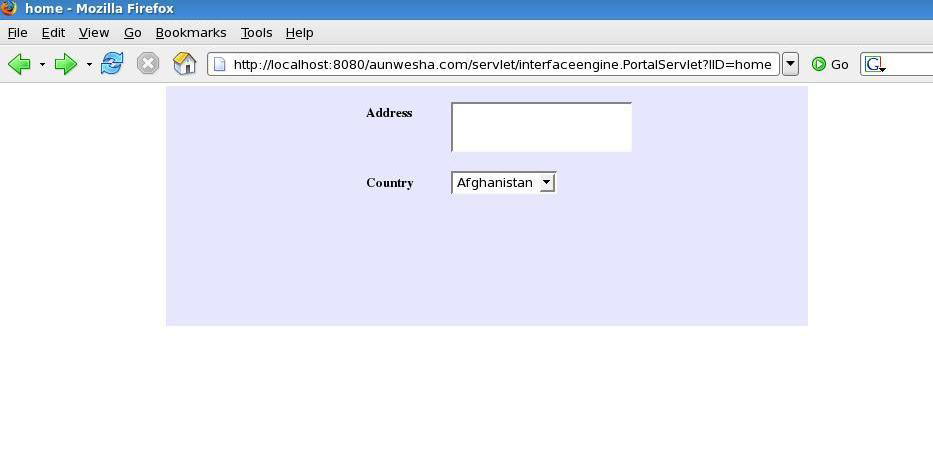 home - Mozilla Firefox
File Edit View Go Bookmarks Tools Help
http://localhost:8080/aunwesha.com/servlet/interfaceengine.PortalServlet?IID=home Go G
Address
Country Afghanistan